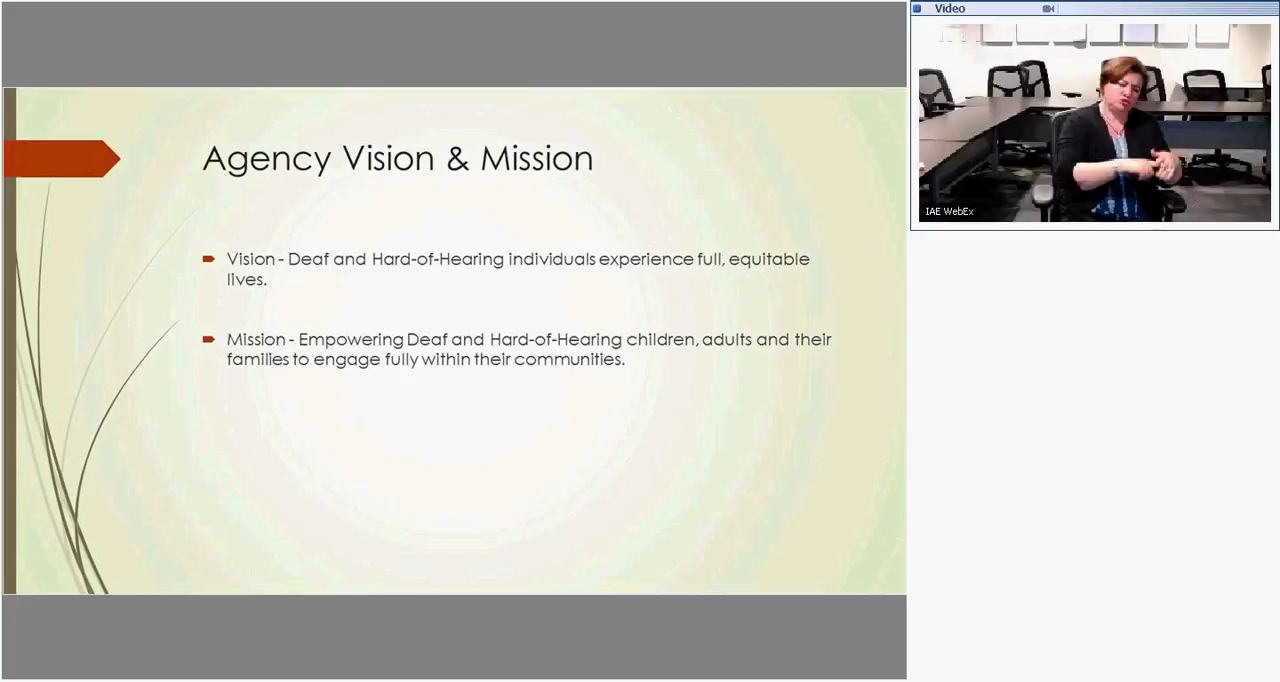 Agency Vision & Mission
Vision - Deaf and Hard-of-Hearing individuals experience full, equitable
lives.
Mission - Empowering Deaf and Hard-of-Hearing children, adults and their
families to engage fully within their communities.
Video
IAE WebEx